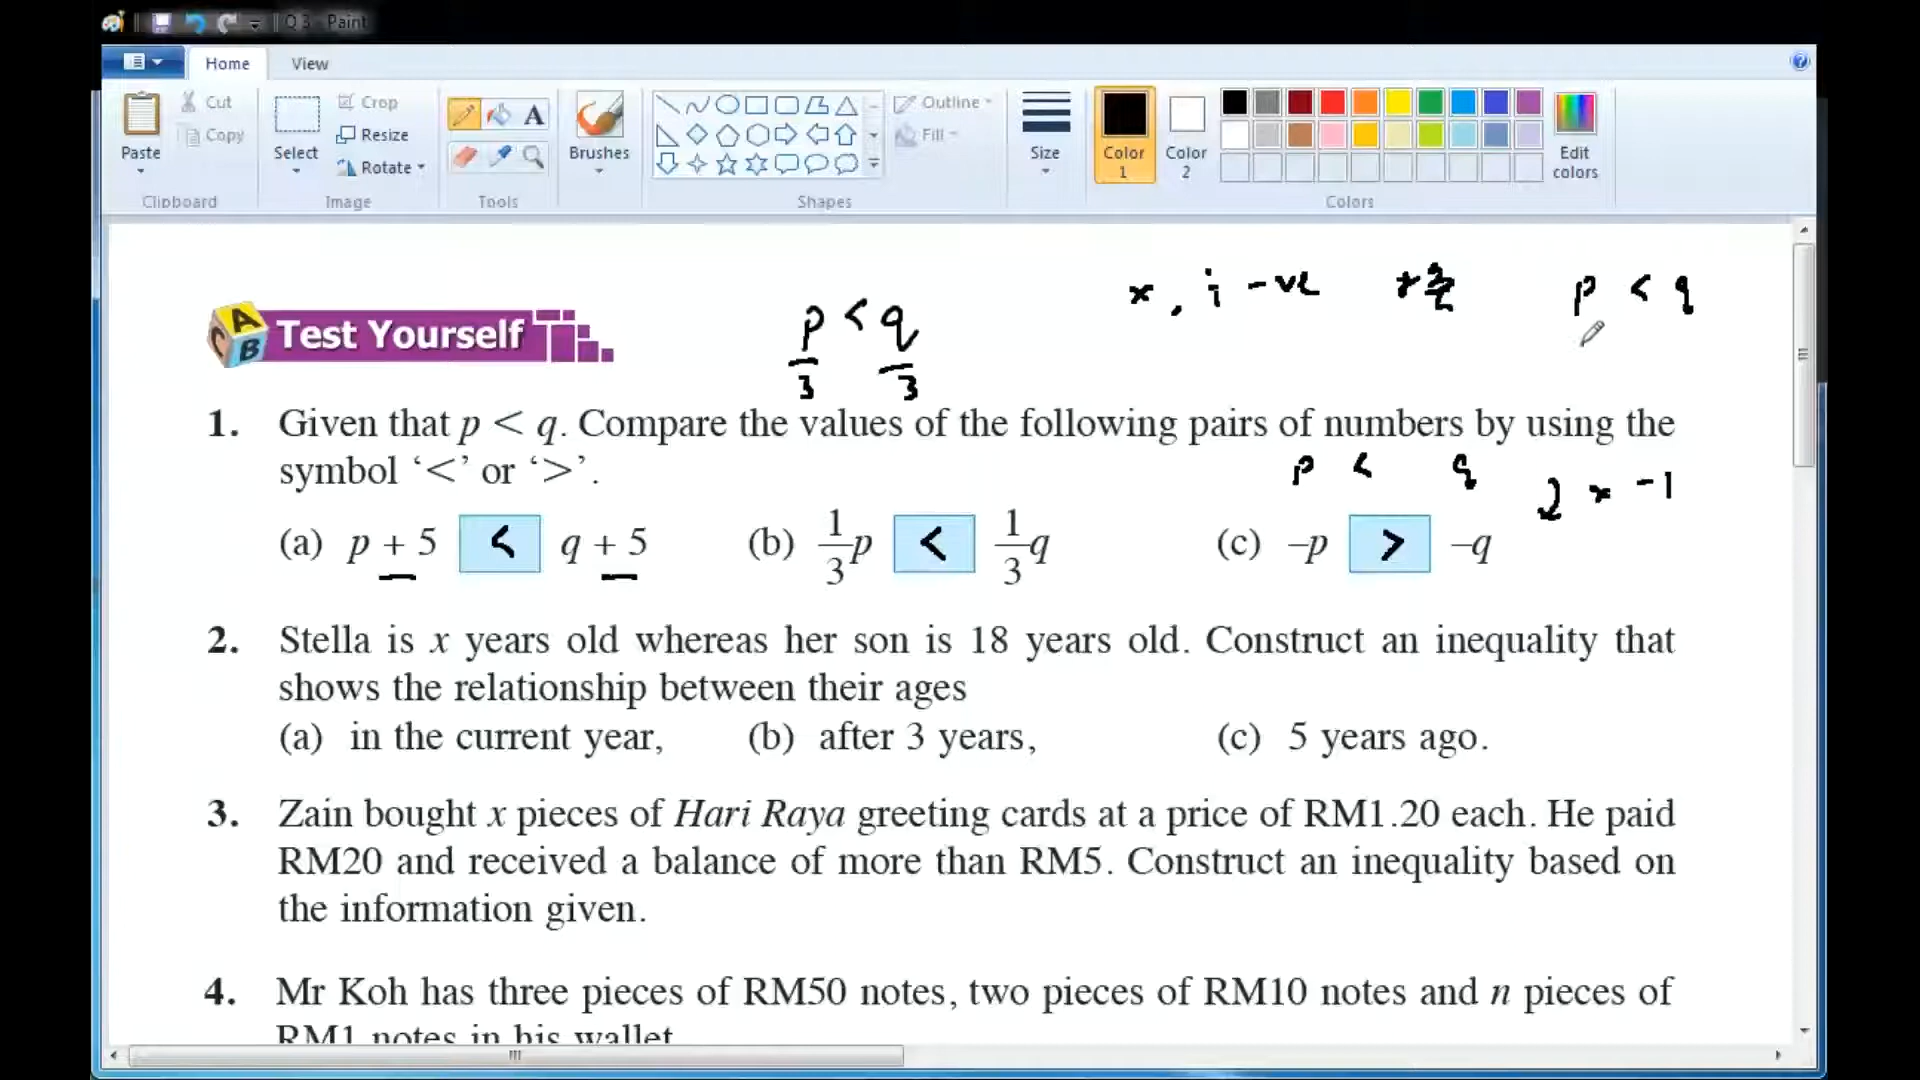 Q 3 - Paint
Home View
Paste Cut Copy Clipboard
Select Crop Resize Rotate Image
A Tools
Brushes
Outline Fill Shapes
Size
Color 1 Color 2 Edit colors Colors
x , ÷ -ve
p < q
A B C Test Yourself
p < q
3 3
1. Given that p < q. Compare the values of the following pairs of numbers by using the
symbol ‘<’ or ‘>’.
p < q
x -1
(a) p + 5 < q + 5 (b) 1/3 p < 1/3 q (c) –p > –q
2. Stella is x years old whereas her son is 18 years old. Construct an inequality that
shows the relationship between their ages
(a) in the current year, (b) after 3 years, (c) 5 years ago.
3. Zain bought x pieces of Hari Raya greeting cards at a price of RM1.20 each. He paid
RM20 and received a balance of more than RM5. Construct an inequality based on
the information given.
4. Mr Koh has three pieces of RM50 notes, two pieces of RM10 notes and n pieces of
RM1 notes in his wallet